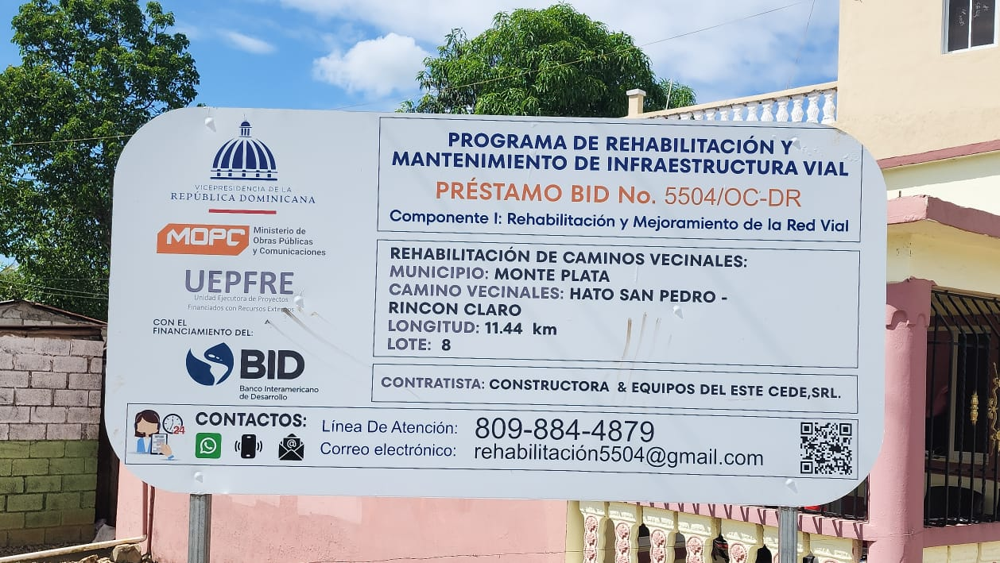 VICEPRESIDENCIA DE LA
REPÚBLICA DOMINICANA
MOPC
Ministerio de
Obras Públicas
y Comunicaciones
UEPFRE
Unidad Ejecutora de Proyectos
Financiados con Recursos Externos
CON EL
FINANCIAMIENTO DEL:
BID
Banco Interamericano
de Desarrollo
PROGRAMA DE REHABILITACIÓN Y
MANTENIMIENTO DE INFRAESTRUCTURA VIAL
PRÉSTAMO BID No. 5504/OC-DR
Componente I: Rehabilitación y Mejoramiento de la Red Vial
REHABILITACIÓN DE CAMINOS VECINALES:
MUNICIPIO: MONTE PLATA
CAMINO VECINALES: HATO SAN PEDRO -
RINCON CLARO
LONGITUD: 11.44 km
LOTE: 8
CONTRATISTA: CONSTRUCTORA & EQUIPOS DEL ESTE CEDE,SRL.
24
CONTACTOS:
Línea De Atención: 809-884-4879
Correo electrónico: rehabilitación5504@gmail.com